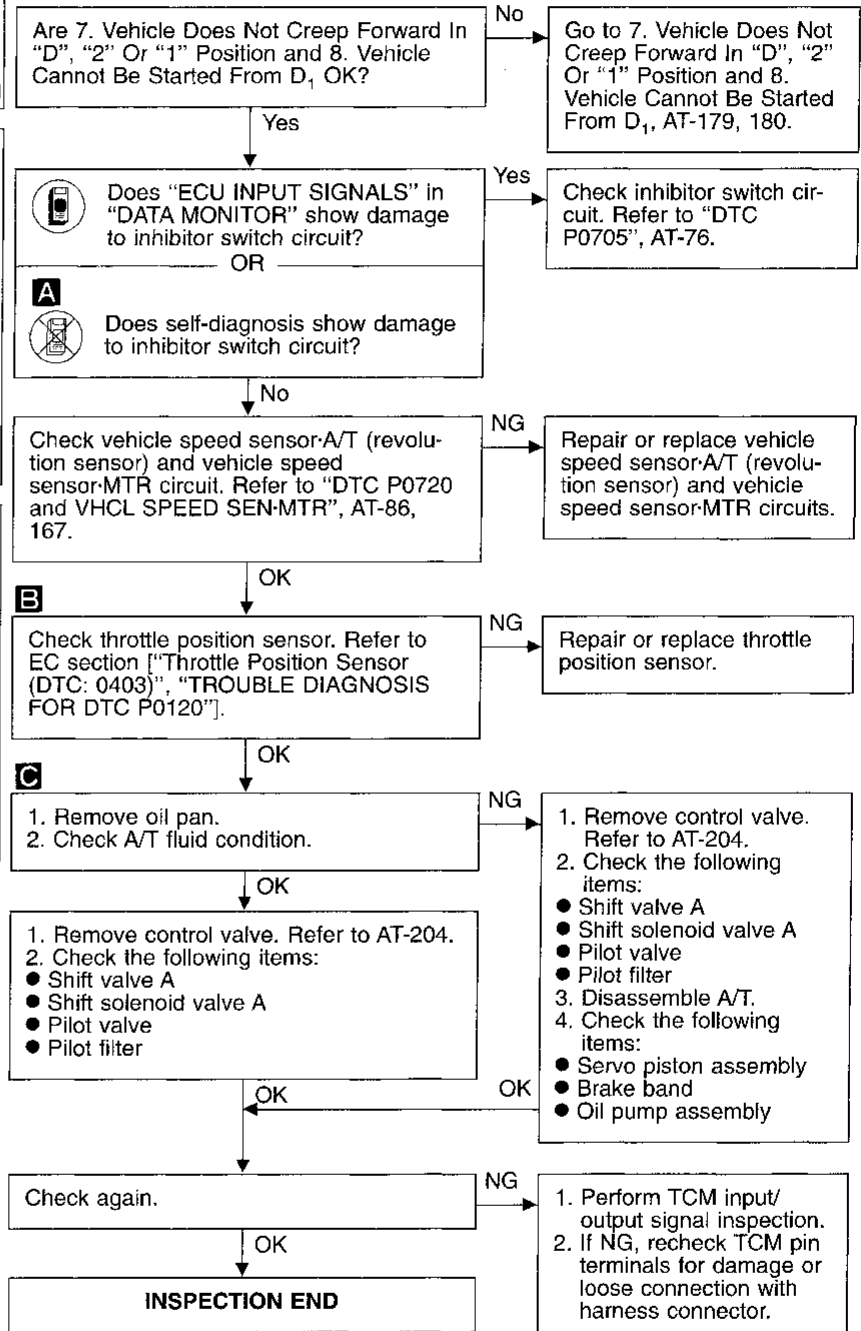 Are 7. Vehicle Does Not Creep Forward In
“D”, “2” Or “1” Position and 8. Vehicle
Cannot Be Started From D₁ OK?
No
Go to 7. Vehicle Does Not
Creep Forward In “D”, “2”
Or “1” Position and 8.
Vehicle Cannot Be Started
From D₁, AT-179, 180.
Yes
Does “ECU INPUT SIGNALS” in
“DATA MONITOR” show damage
to inhibitor switch circuit?
OR
A
Does self-diagnosis show damage
to inhibitor switch circuit?
Yes
Check inhibitor switch cir-
cuit. Refer to “DTC
P0705”, AT-76.
No
Check vehicle speed sensor·A/T (revolu-
tion sensor) and vehicle speed
sensor·MTR circuit. Refer to “DTC P0720
and VHCL SPEED SEN·MTR”, AT-86,
167.
NG
Repair or replace vehicle
speed sensor·A/T (revolu-
tion sensor) and vehicle
speed sensor·MTR circuits.
OK
B
Check throttle position sensor. Refer to
EC section [“Throttle Position Sensor
(DTC: 0403)”, “TROUBLE DIAGNOSIS
FOR DTC P0120”].
NG
Repair or replace throttle
position sensor.
OK
C
1. Remove oil pan.
2. Check A/T fluid condition.
NG
1. Remove control valve.
Refer to AT-204.
2. Check the following
items:
● Shift valve A
● Shift solenoid valve A
● Pilot valve
● Pilot filter
3. Disassemble A/T.
4. Check the following
items:
● Servo piston assembly
● Brake band
● Oil pump assembly
OK
1. Remove control valve. Refer to AT-204.
2. Check the following items:
● Shift valve A
● Shift solenoid valve A
● Pilot valve
● Pilot filter
OK
OK
Check again.
NG
1. Perform TCM input/
output signal inspection.
2. If NG, recheck TCM pin
terminals for damage or
loose connection with
harness connector.
OK
INSPECTION END